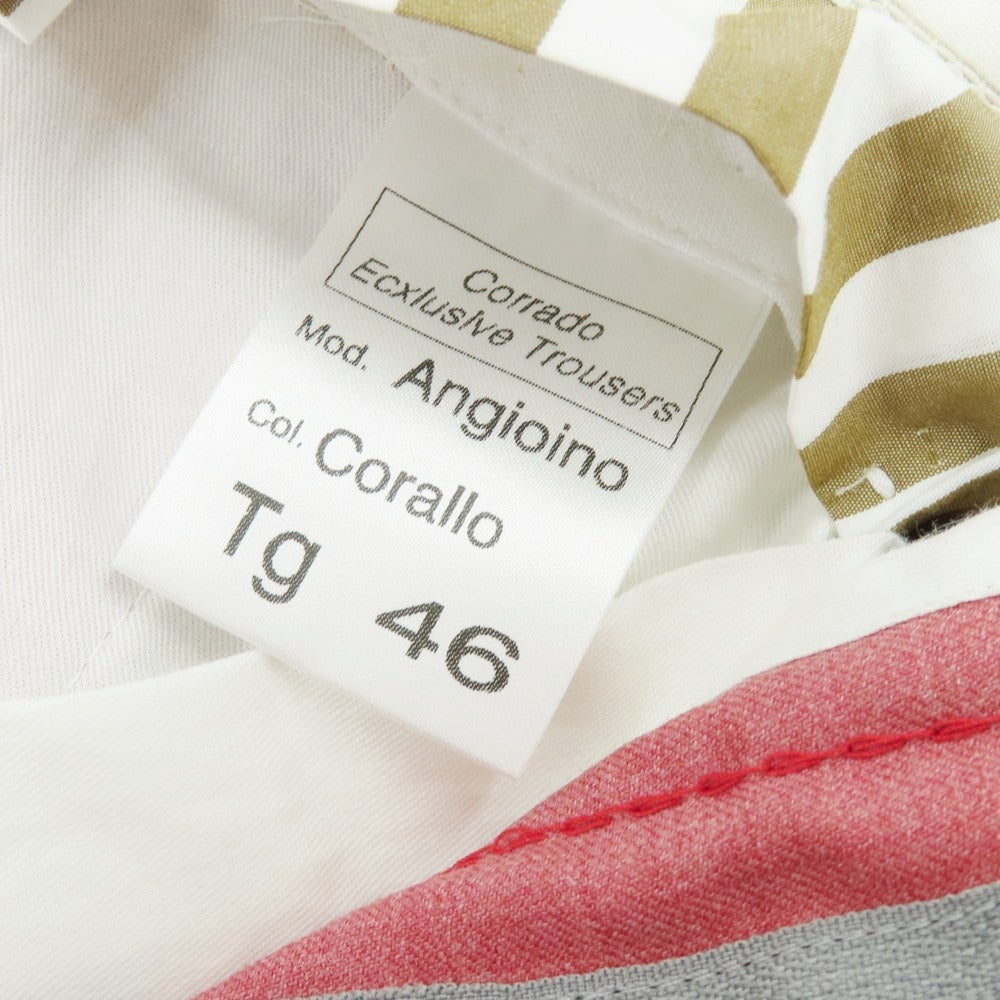 Corrado
Ecxlusive Trousers
Mod. Angioino
Col. Corallo
Tg 46